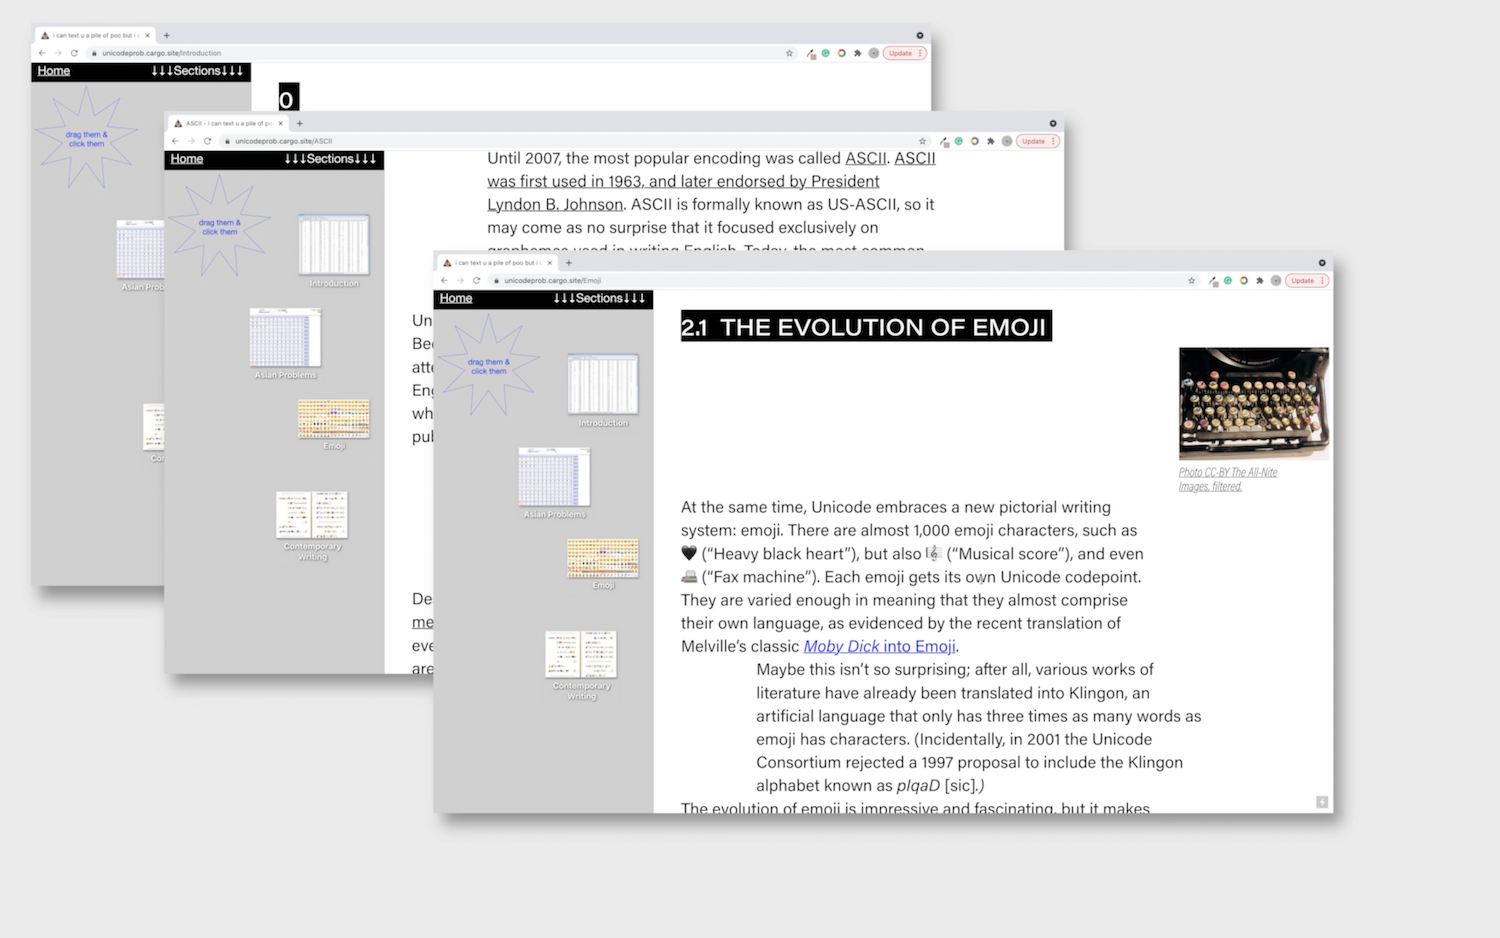 i can text u a pile of poo but i c
unicodeprob.cargo.site/Introduction
Update
Home ↓↓↓Sections↓↓↓
0
drag them &
click them
Asian Prob
Co
ASCII - i can text u a pile of po
unicodeprob.cargo.site/ASCII
Update
Home ↓↓↓Sections↓↓↓
drag them &
click them
Introduction
Asian Problems
Emoji
Contemporary
Writing
Until 2007, the most popular encoding was called ASCII. ASCII
was first used in 1963, and later endorsed by President
Lyndon B. Johnson. ASCII is formally known as US-ASCII, so it
may come as no surprise that it focused exclusively on
graphemes used in writing English. Today, the most common
Un
Bec
atte
Eng
wh
pub
De
me
eve
are
i can text u a pile of poo but i c
unicodeprob.cargo.site/Emoji
Update
Home ↓↓↓Sections↓↓↓
drag them &
click them
Introduction
Asian Problems
Emoji
Contemporary
Writing
2.1 THE EVOLUTION OF EMOJI
Photo CC-BY The All-Nite
Images, filtered.
At the same time, Unicode embraces a new pictorial writing
system: emoji. There are almost 1,000 emoji characters, such as
🖤 (“Heavy black heart”), but also 🎼 (“Musical score”), and even
📠 (“Fax machine”). Each emoji gets its own Unicode codepoint.
They are varied enough in meaning that they almost comprise
their own language, as evidenced by the recent translation of
Melville’s classic Moby Dick into Emoji.
Maybe this isn’t so surprising; after all, various works of
literature have already been translated into Klingon, an
artificial language that only has three times as many words as
emoji has characters. (Incidentally, in 2001 the Unicode
Consortium rejected a 1997 proposal to include the Klingon
alphabet known as pIqaD [sic].)
The evolution of emoji is impressive and fascinating, but it makes